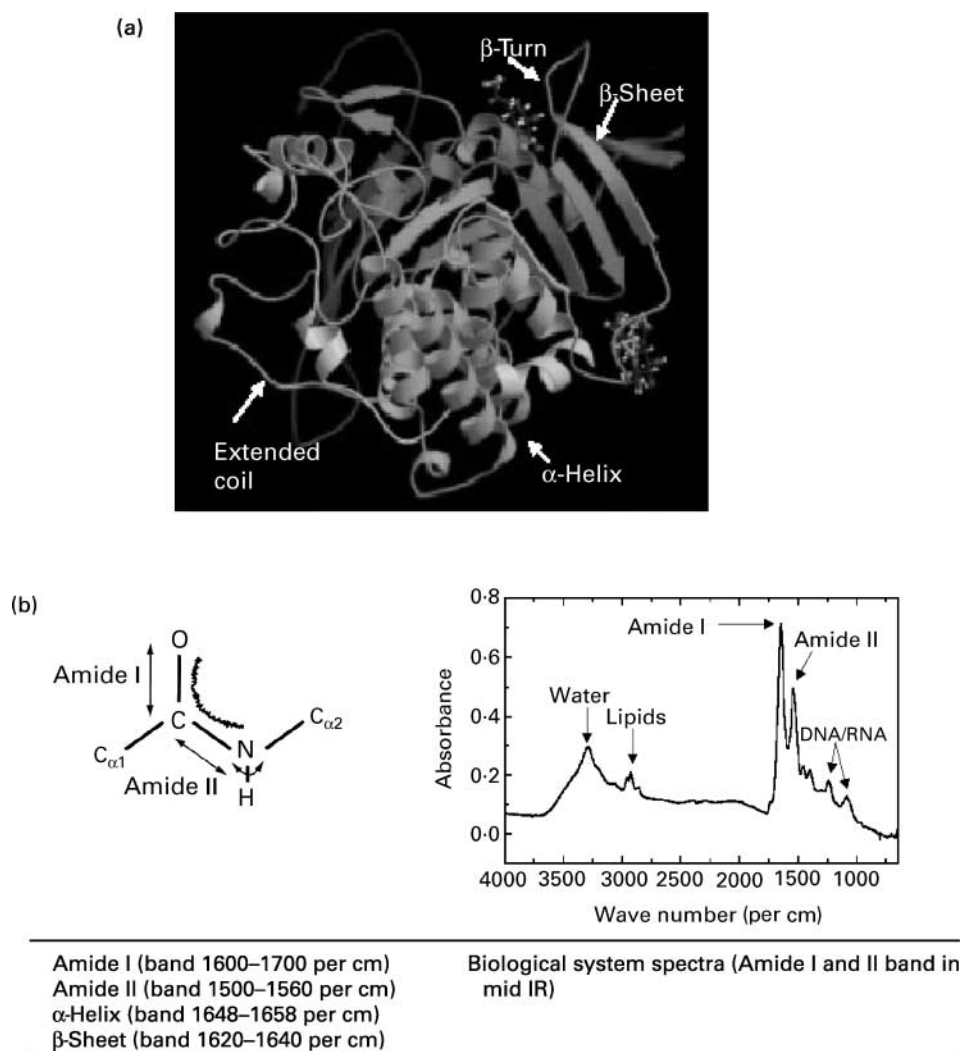 (a)
β-Turn
β-Sheet
Extended
coil
α-Helix
(b)
O
Amide I
C
Cα1
N
Cα2
Amide II
H
Absorbance
0·8
0·6
0·4
0·2
0·0
Amide I
Amide II
Water
Lipids
DNA/RNA
4000 3500 3000 2500 2000 1500 1000
Wave number (per cm)
Amide I (band 1600–1700 per cm)
Amide II (band 1500–1560 per cm)
α-Helix (band 1648–1658 per cm)
β-Sheet (band 1620–1640 per cm)
Biological system spectra (Amide I and II band in
mid IR)